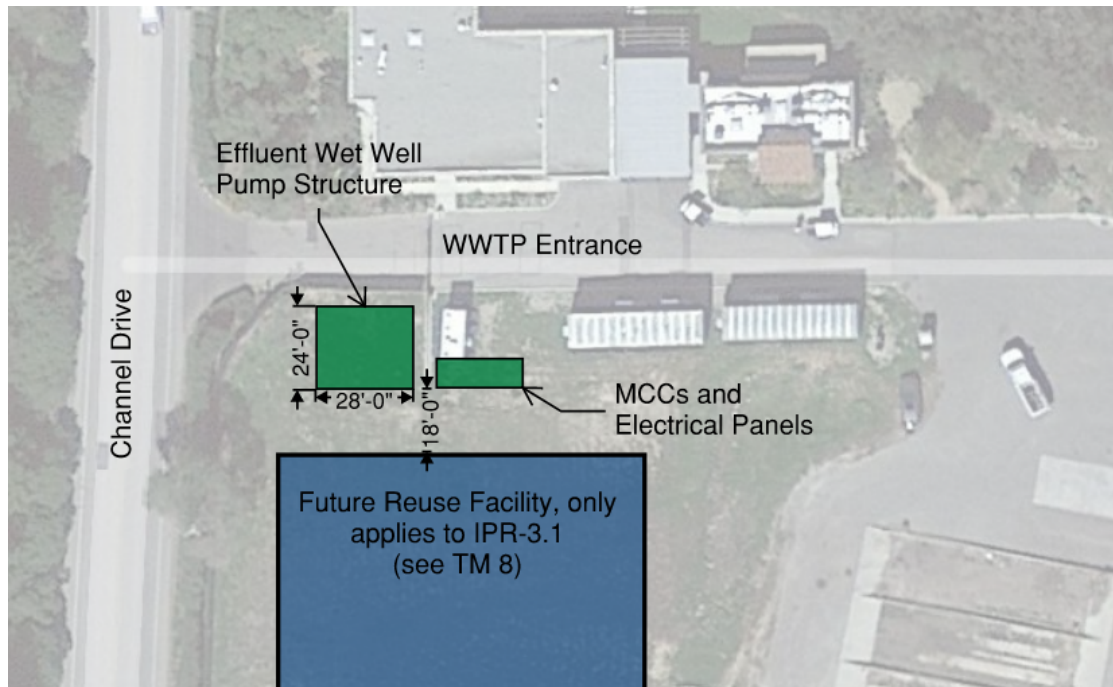 Effluent Wet Well
Pump Structure
WWTP Entrance
Channel Drive
24'-0"
28'-0"
18'-0"
MCCs and
Electrical Panels
Future Reuse Facility, only
applies to IPR-3.1
(see TM 8)